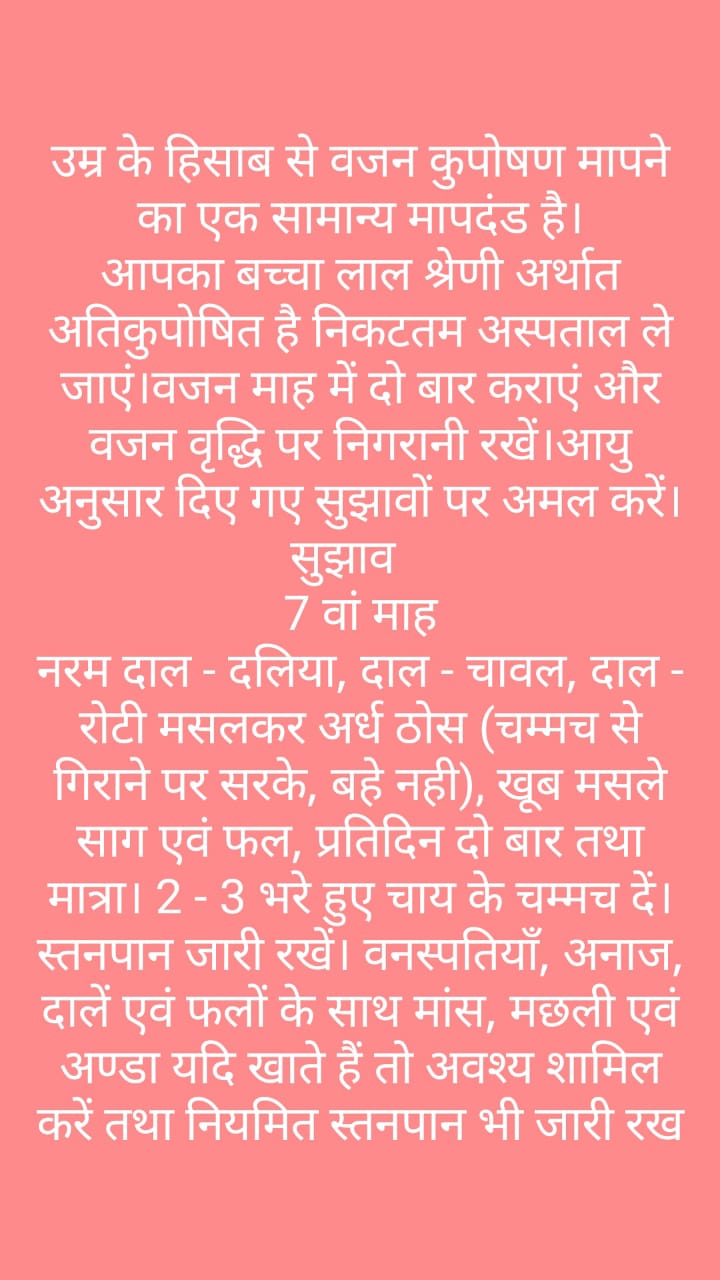 उम्र के हिसाब से वजन कुपोषण मापने
का एक सामान्य मापदंड है।
आपका बच्चा लाल श्रेणी अर्थात
अतिकुपोषित है निकटतम अस्पताल ले
जाएं।वजन माह में दो बार कराएं और
वजन वृद्धि पर निगरानी रखें।आयु
अनुसार दिए गए सुझावों पर अमल करें।
सुझाव
7 वां माह
नरम दाल - दलिया, दाल - चावल, दाल -
रोटी मसलकर अर्ध ठोस (चम्मच से
गिराने पर सरके, बहे नही), खूब मसले
साग एवं फल, प्रतिदिन दो बार तथा
मात्रा। 2 - 3 भरे हुए चाय के चम्मच दें।
स्तनपान जारी रखें। वनस्पतियाँ, अनाज,
दालें एवं फलों के साथ मांस, मछली एवं
अण्डा यदि खाते हैं तो अवश्य शामिल
करें तथा नियमित स्तनपान भी जारी रख